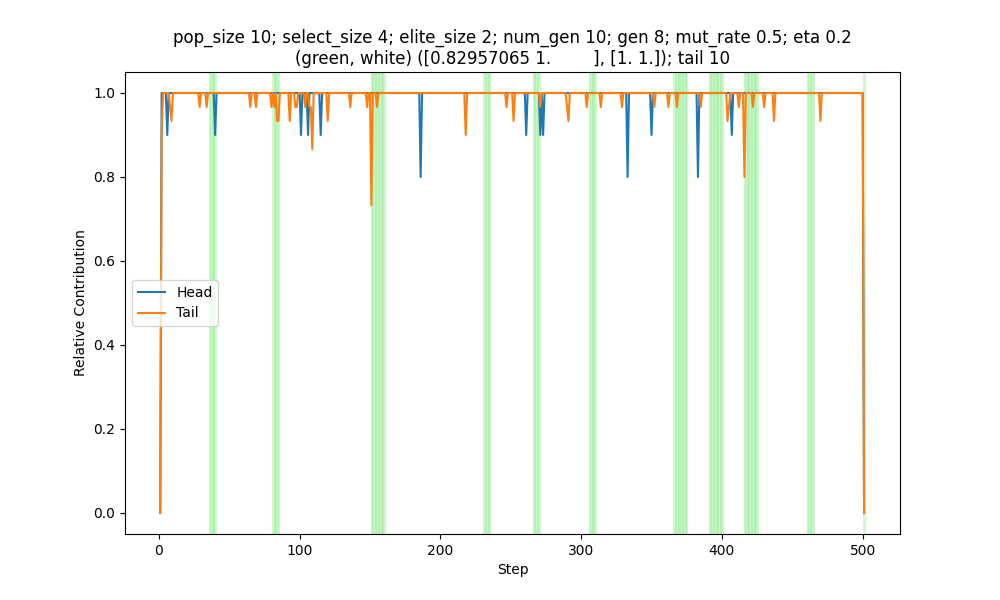 pop_size 10; select_size 4; elite_size 2; num_gen 10; gen 8; mut_rate 0.5; eta 0.2
(green, white) ([0.82957065 1.        ], [1. 1.]); tail 10
1.0
0.8
0.6
0.4
0.2
0.0
Relative Contribution
Head
Tail
0
100
200
300
400
500
Step